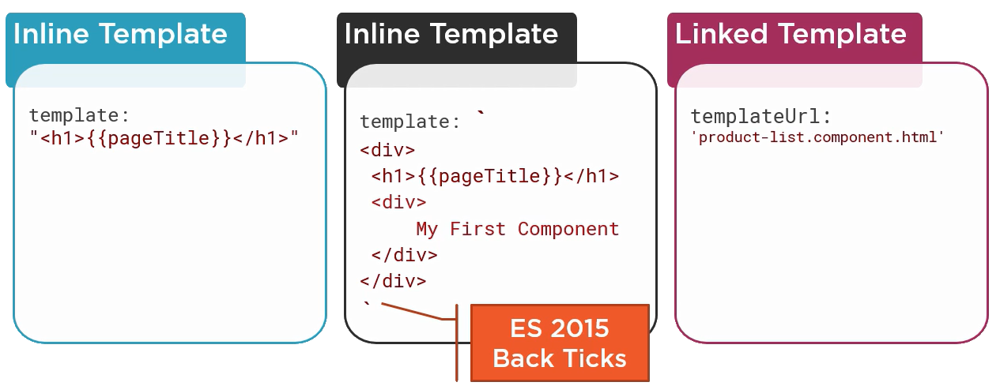 Inline Template
template:
"<h1>{{pageTitle}}</h1>"
Inline Template
template: `
<div>
<h1>{{pageTitle}}</h1>
<div>
My First Component
</div>
</div>
`
ES 2015
Back Ticks
Linked Template
templateUrl:
'product-list.component.html'